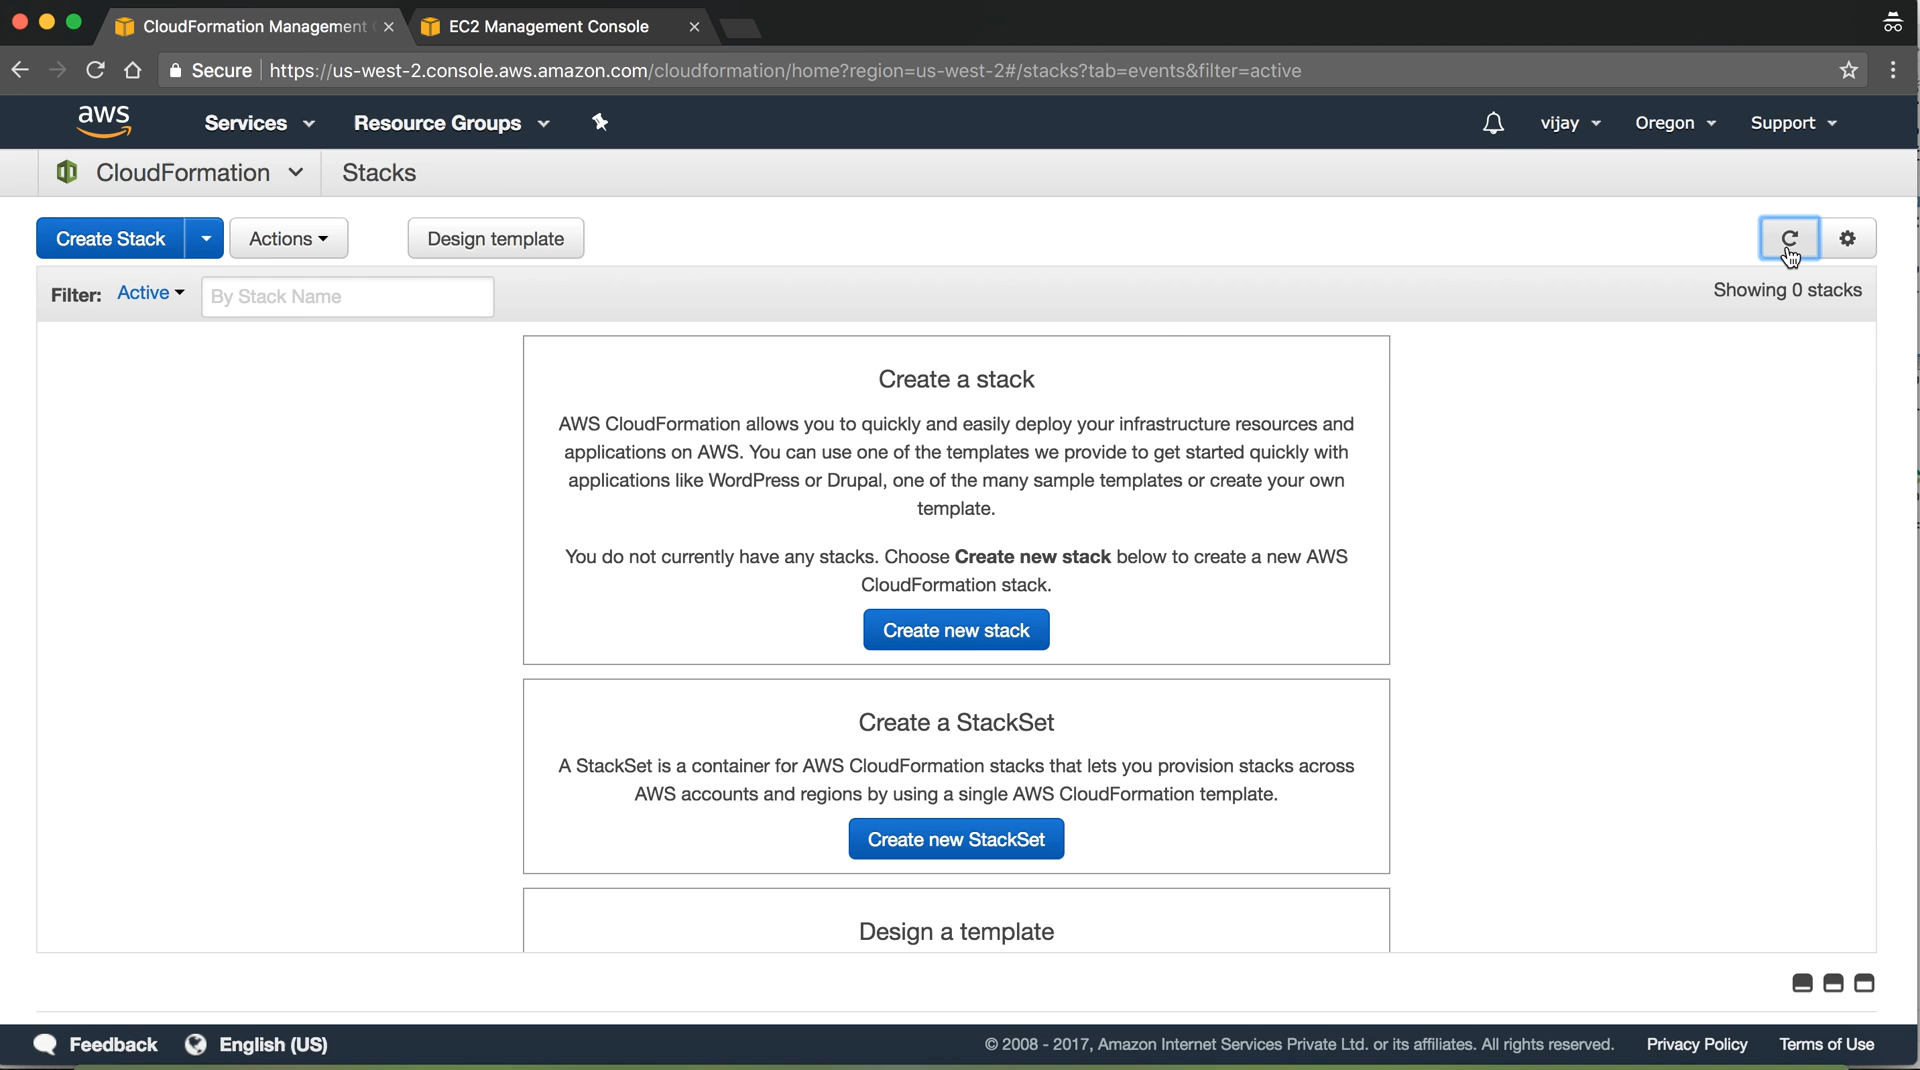 CloudFormation Management
EC2 Management Console
Secure
https://us-west-2.console.aws.amazon.com/cloudformation/home?region=us-west-2#/stacks?tab=events&filter=active
aws
Services
Resource Groups
vijay
Oregon
Support
CloudFormation
Stacks
Create Stack
Actions
Design template
Filter:
Active
By Stack Name
Showing 0 stacks
Create a stack
AWS CloudFormation allows you to quickly and easily deploy your infrastructure resources and
applications on AWS. You can use one of the templates we provide to get started quickly with
applications like WordPress or Drupal, one of the many sample templates or create your own
template.
You do not currently have any stacks. Choose Create new stack below to create a new AWS
CloudFormation stack.
Create new stack
Create a StackSet
A StackSet is a container for AWS CloudFormation stacks that lets you provision stacks across
AWS accounts and regions by using a single AWS CloudFormation template.
Create new StackSet
Design a template
Feedback
English (US)
© 2008 - 2017, Amazon Internet Services Private Ltd. or its affiliates. All rights reserved.
Privacy Policy
Terms of Use